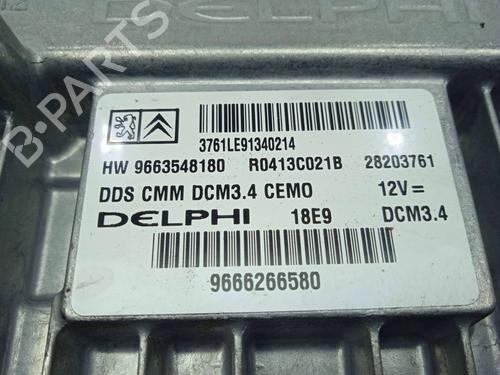 DELPHI
3761LE91340214
HW 9663548180 R0413C021B 28203761
DDS CMM DCM3.4 CEMO 12V=
DELPHI 18E9 DCM3.4
9666266580
B-PARTS